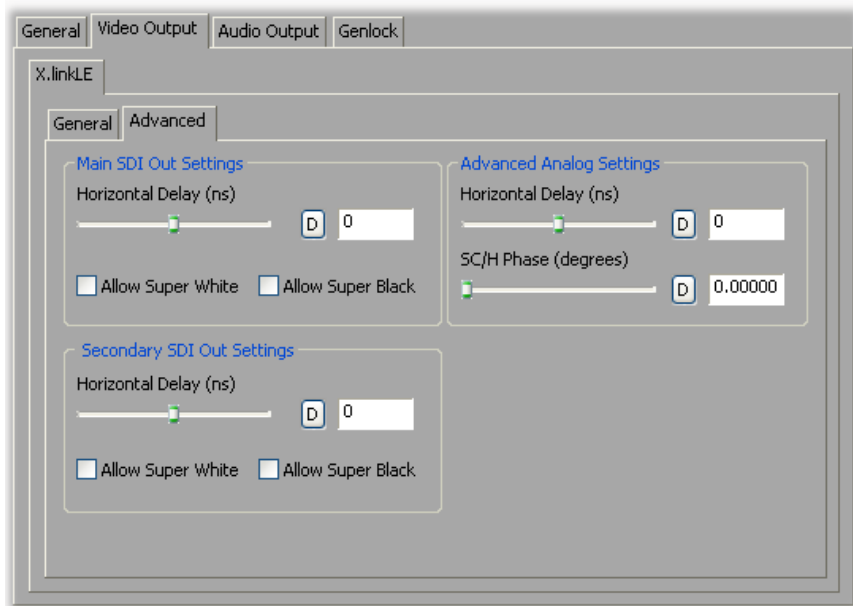 General Video Output Audio Output Genlock
X.linkLE
General Advanced
Main SDI Out Settings
Horizontal Delay (ns)
D 0
Allow Super White Allow Super Black
Advanced Analog Settings
Horizontal Delay (ns)
D 0
SC/H Phase (degrees)
D 0.00000
Secondary SDI Out Settings
Horizontal Delay (ns)
D 0
Allow Super White Allow Super Black